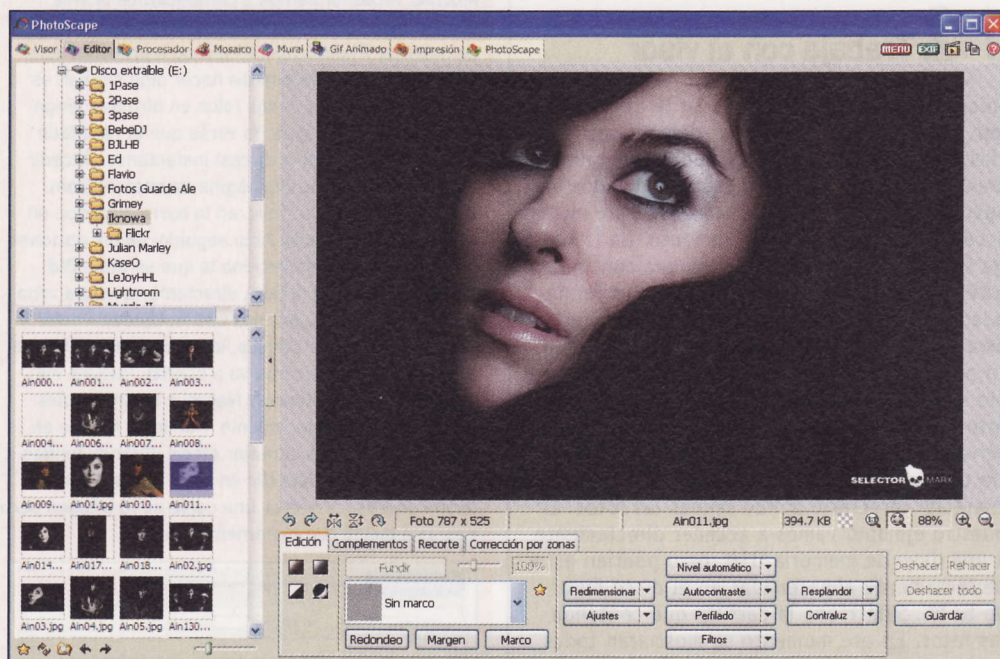 PhotoScape
Visor Editor Procesador Mosaico Mural Gif Animado Impresión PhotoScape
MENU EXIF
Disco extraíble (E:)
1Pase
2Pase
3pase
BebeDJ
BJLHB
Ed
Flavio
Fotos Guarde Ale
Grimey
Iknowa
Flickr
Julian Marley
KaseO
LeJoyHHL
Lightroom
Ain000... Ain001... Ain002... Ain003...
Ain004... Ain006... Ain007... Ain008...
Ain009... Ain01.jpg Ain010... Ain011...
Ain014... Ain017... Ain018... Ain02.jpg
Ain03.jpg Ain04.jpg Ain05.jpg Ain130...
SELECTOR MARX
Foto 787 x 525 Ain011.jpg 394.7 KB 88%
Edición Complementos Recorte Corrección por zonas
Fundir 100%
Sin marco
Redondeo Margen Marco
Nivel automático
Redimensionar Autocontraste Resplandor
Ajustes Perfilado Contraluz
Filtros
Deshacer Rehacer
Deshacer todo
Guardar